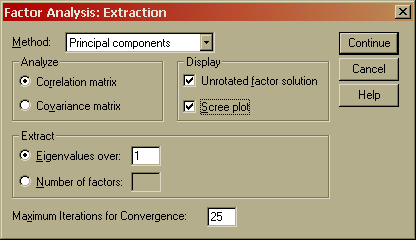 Factor Analysis: Extraction
Method: Principal components
Continue
Cancel
Help
Analyze
Correlation matrix
Covariance matrix
Display
Unrotated factor solution
Scree plot
Extract
Eigenvalues over: 1
Number of factors:
Maximum Iterations for Convergence: 25